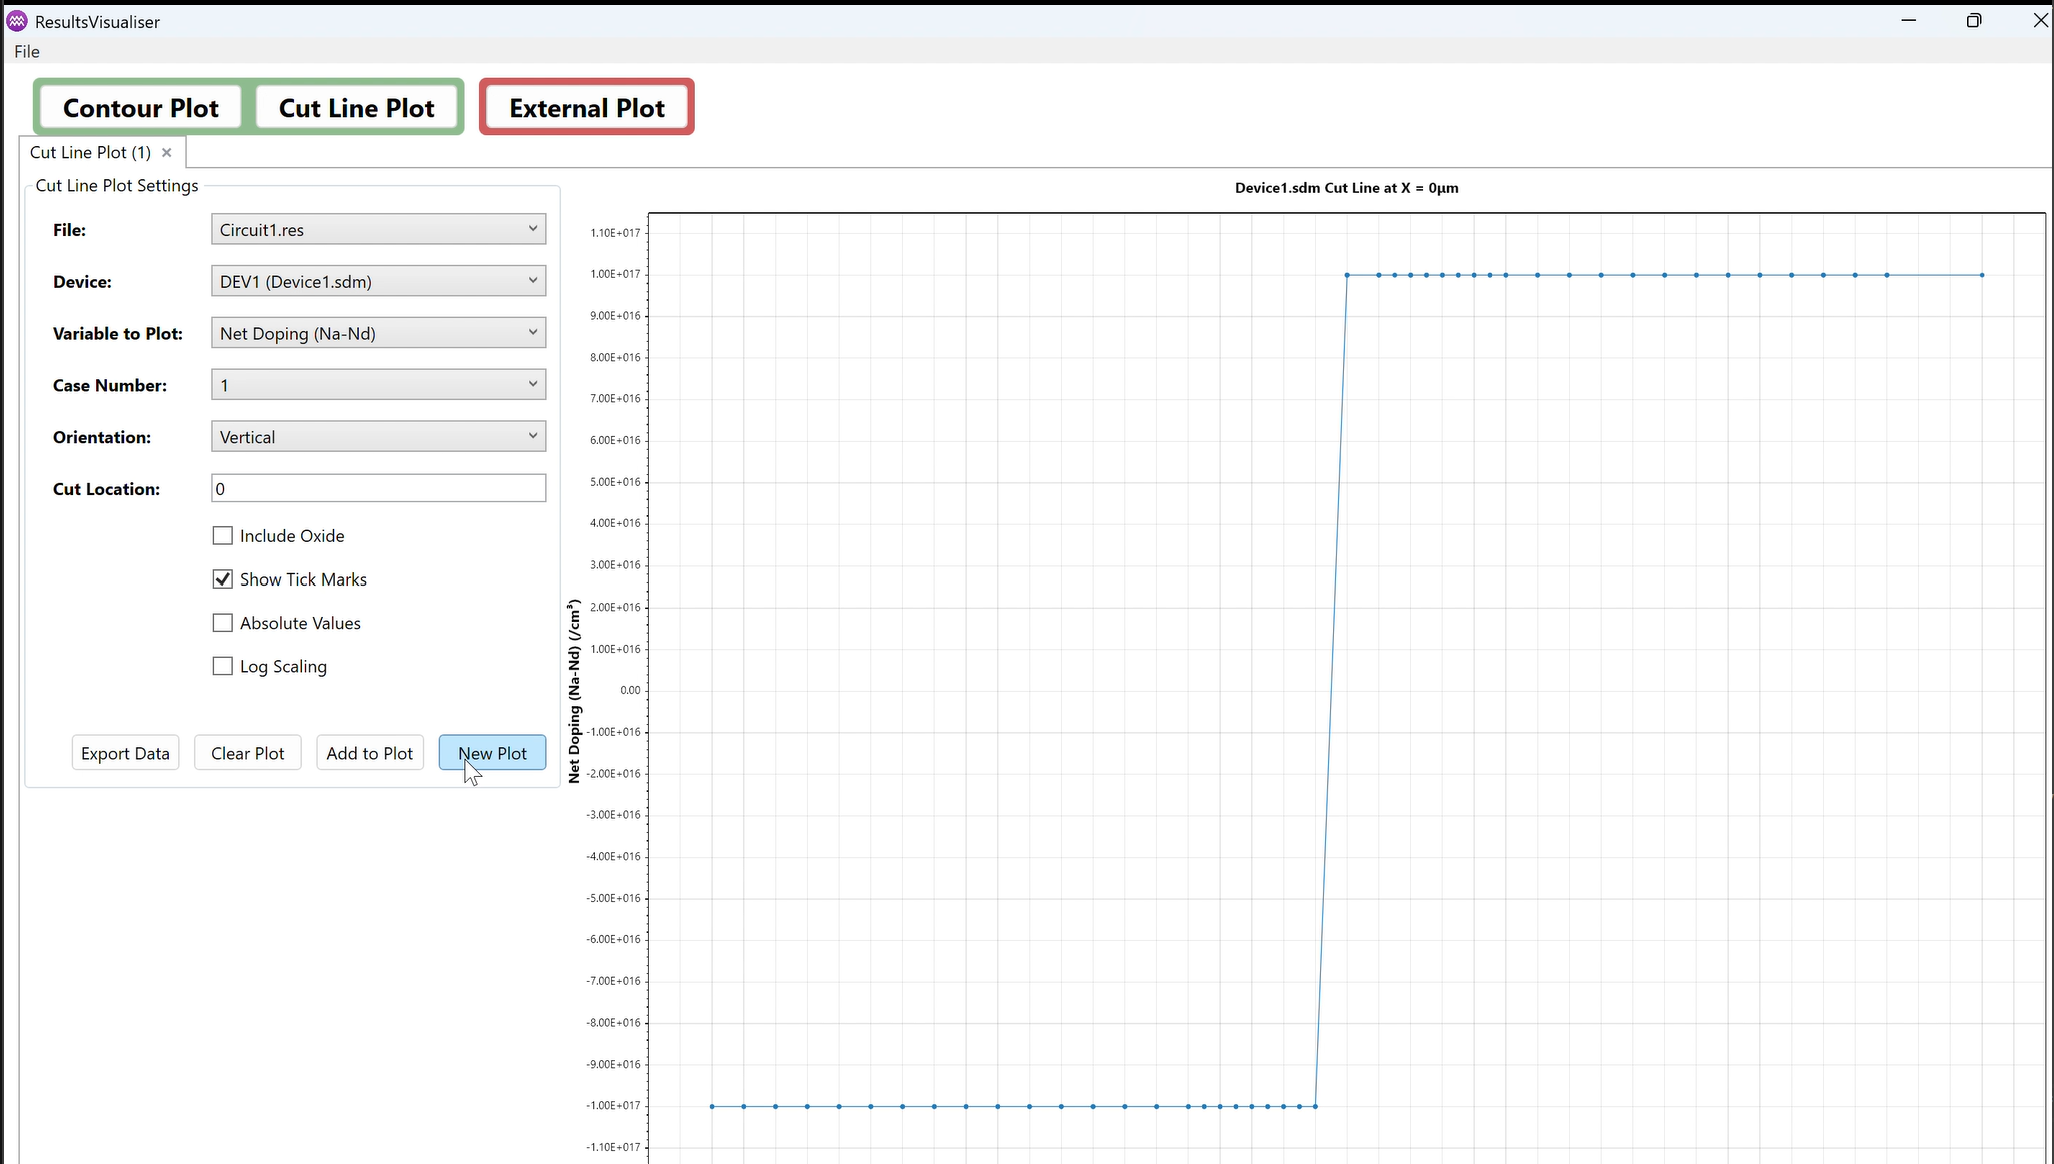 ResultsVisualiser
File
Contour Plot
Cut Line Plot
External Plot
Cut Line Plot (1)
Cut Line Plot Settings
File:
Circuit1.res
Device:
DEV1 (Device1.sdm)
Variable to Plot:
Net Doping (Na-Nd)
Case Number:
1
Orientation:
Vertical
Cut Location:
0
Include Oxide
Show Tick Marks
Absolute Values
Log Scaling
Export Data
Clear Plot
Add to Plot
New Plot
Device1.sdm Cut Line at X = 0µm
Net Doping (Na-Nd) (/cm³)
1.10E+017
1.00E+017
9.00E+016
8.00E+016
7.00E+016
6.00E+016
5.00E+016
4.00E+016
3.00E+016
2.00E+016
1.00E+016
0.00
-1.00E+016
-2.00E+016
-3.00E+016
-4.00E+016
-5.00E+016
-6.00E+016
-7.00E+016
-8.00E+016
-9.00E+016
-1.00E+017
-1.10E+017